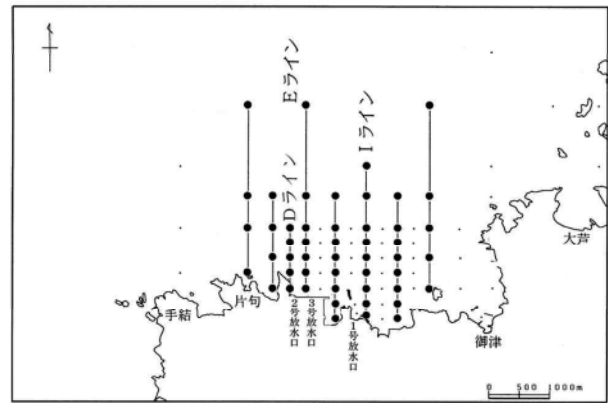 Eライン
Iライン
Dライン
大芦
片句
手結
2号放水口
3号放水口
1号放水口
御津
0 500 1000m